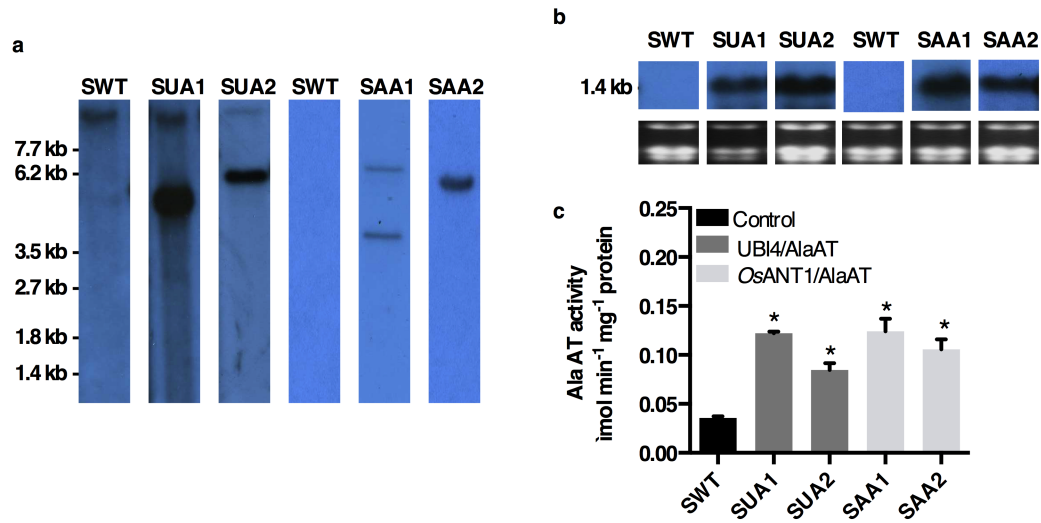 a
SWT SUA1 SUA2 SWT SAA1 SAA2
7.7 kb
6.2 kb
3.5 kb
2.7 kb
1.8 kb
1.4 kb
b
SWT SUA1 SUA2 SWT SAA1 SAA2
1.4 kb
c
Ala AT activity
ìmol min⁻¹ mg⁻¹ protein
0.25
0.20
0.15
0.10
0.05
0.00
Control
UBI4/AlaAT
OsANT1/AlaAT
* * * *
SWT SUA1 SUA2 SAA1 SAA2